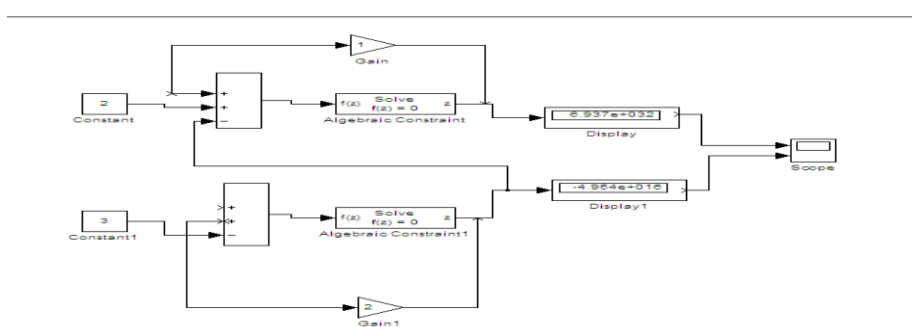 1
Gain
+
+
−
2
Constant
f(z) Solve f(z) = 0 z
Algebraic Constraint
6.937e+032
Display
Scope
-4.964e+016
Display1
+
+
−
3
Constant1
f(z) Solve f(z) = 0 z
Algebraic Constraint1
2
Gain1